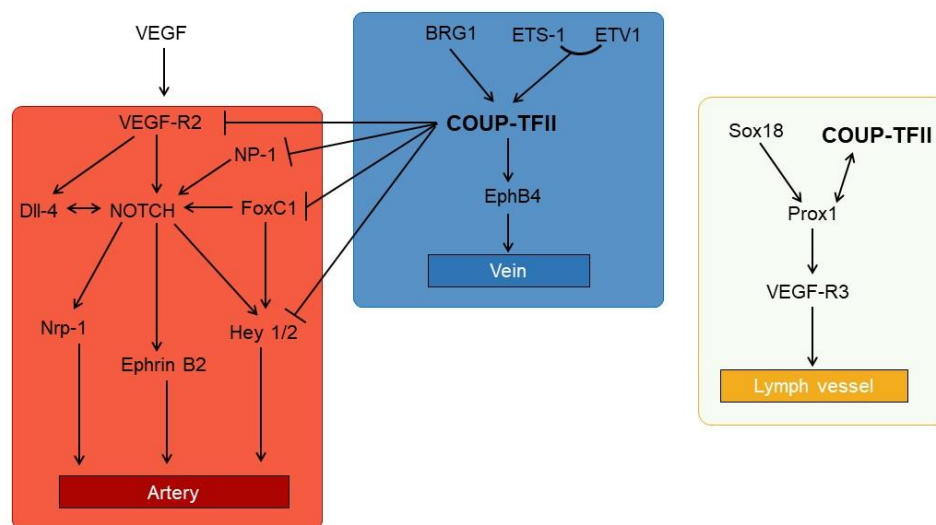 VEGF
VEGF-R2
NP-1
Dll-4
NOTCH
FoxC1
Nrp-1
Ephrin B2
Hey 1/2
Artery
BRG1
ETS-1
ETV1
COUP-TFII
EphB4
Vein
Sox18
COUP-TFII
Prox1
VEGF-R3
Lymph vessel